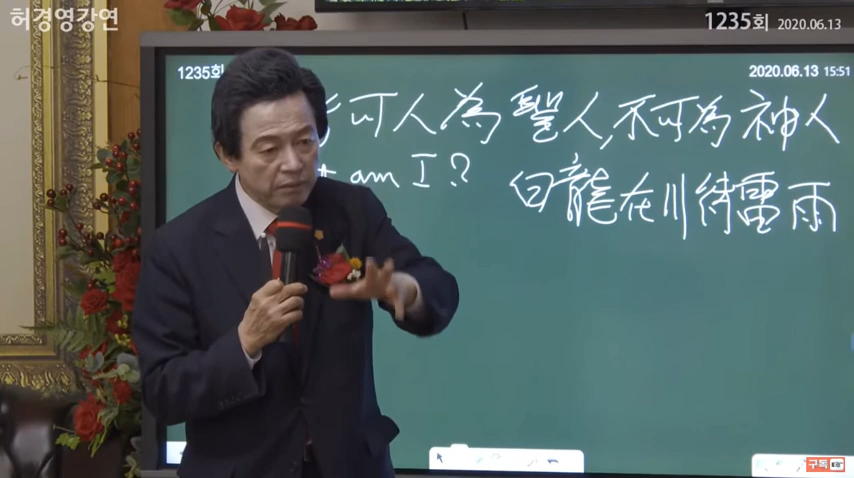 허경영강연
1235회 2020.06.13
1235회
2020.06.13 15:51
可人為聖人,不可為神人
am I?
白龍在川待雷雨
구독